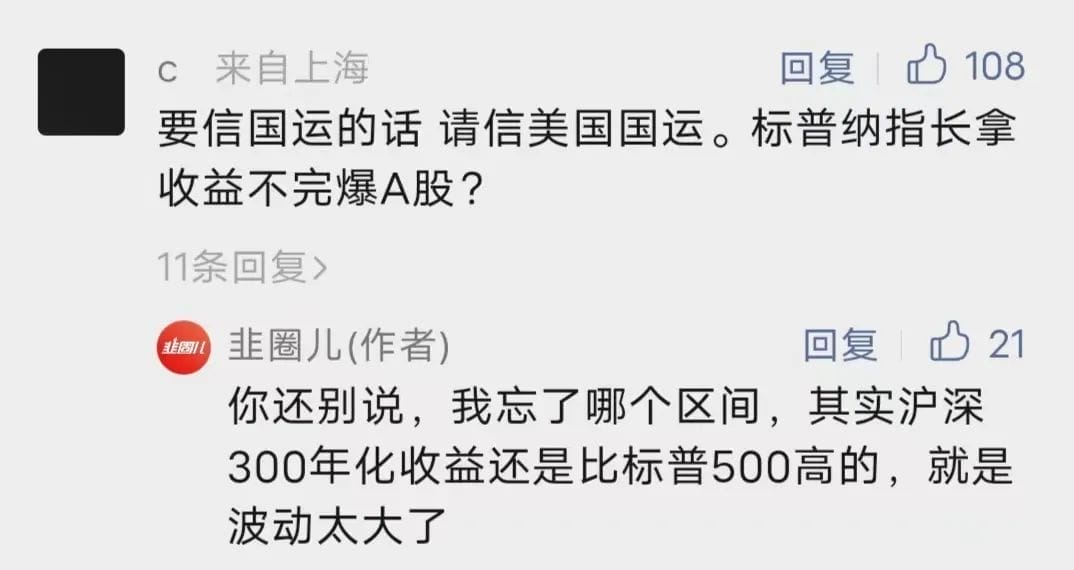 c 来自上海 回复 108
要信国运的话 请信美国国运。标普纳指长拿
收益不完爆A股？
11条回复>
韭圈儿 韭圈儿(作者) 回复 21
你还别说，我忘了哪个区间，其实沪深
300年化收益还是比标普500高的，就是
波动太大了